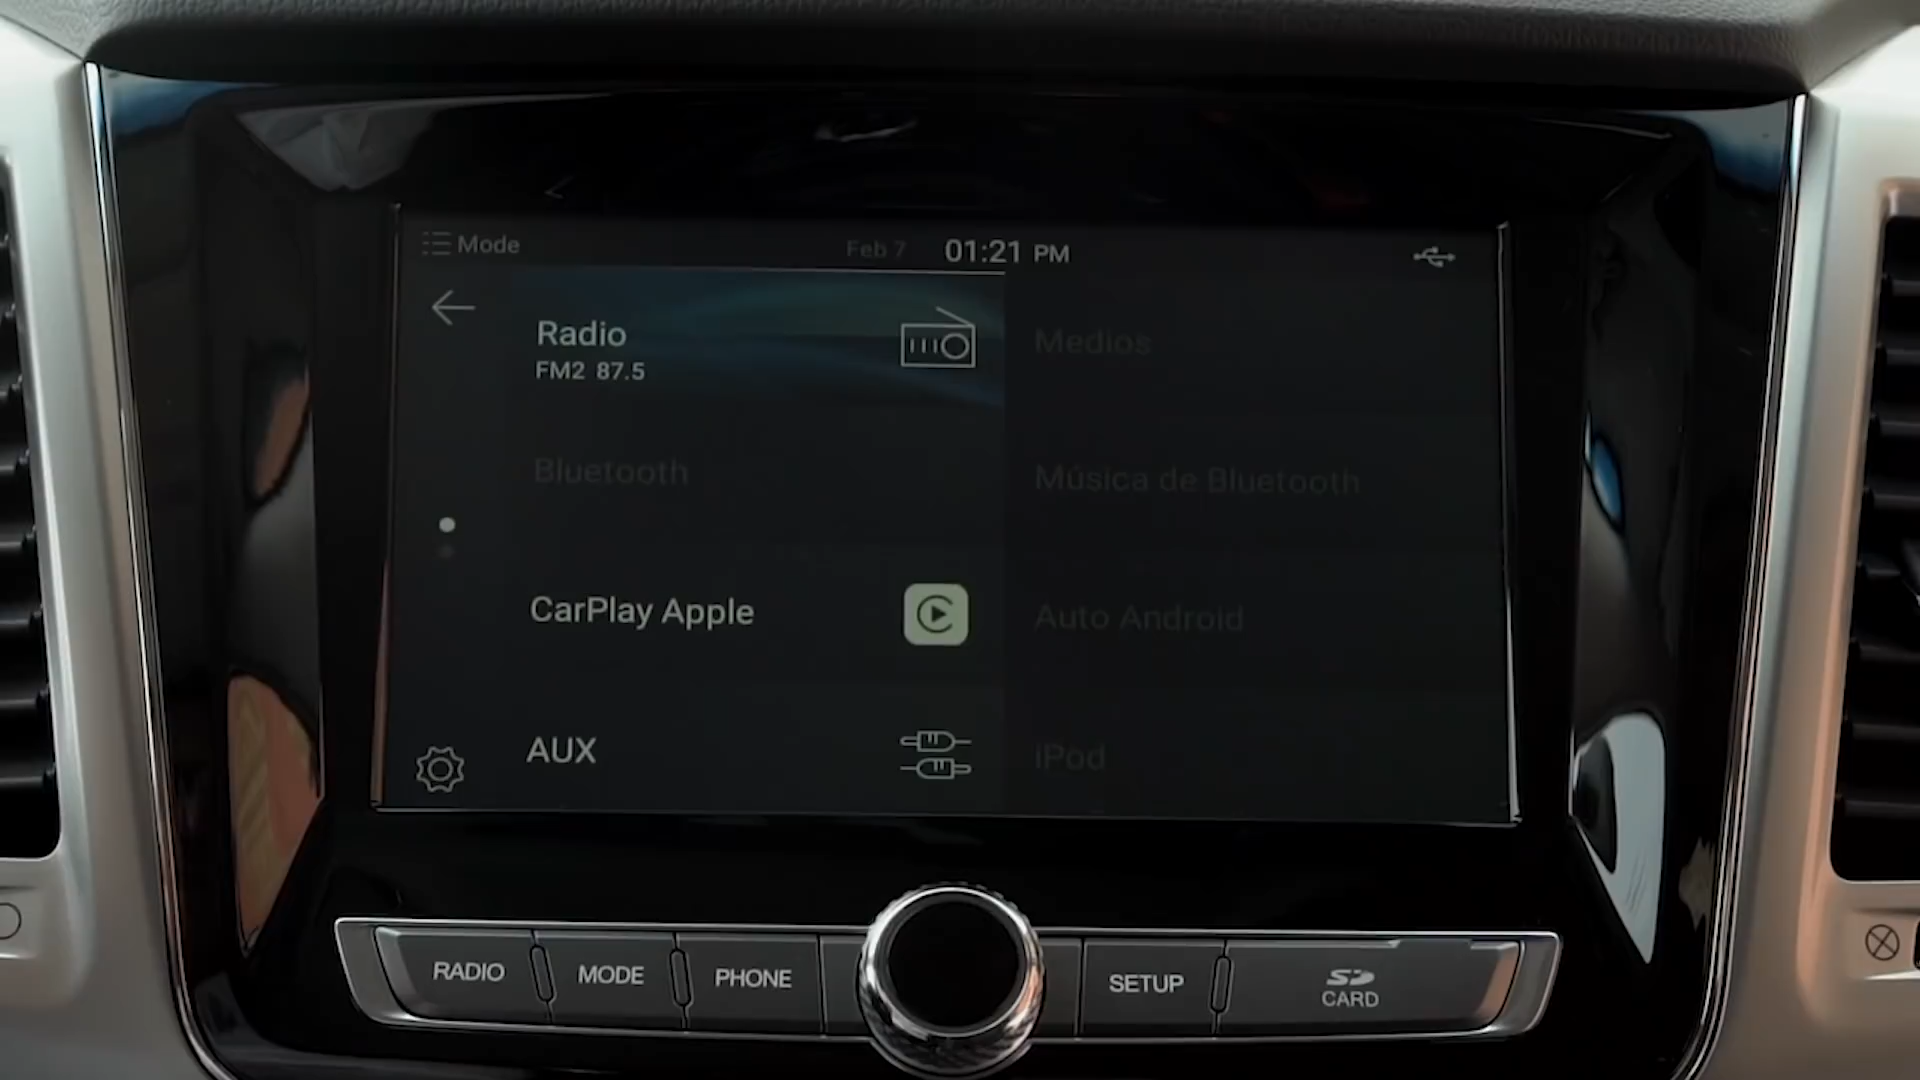 Mode
Feb 7 01:21 PM
Radio
FM2 87.5
Medios
Bluetooth
Música de Bluetooth
CarPlay Apple
Auto Android
AUX
iPod
RADIO
MODE
PHONE
SETUP
SD
CARD